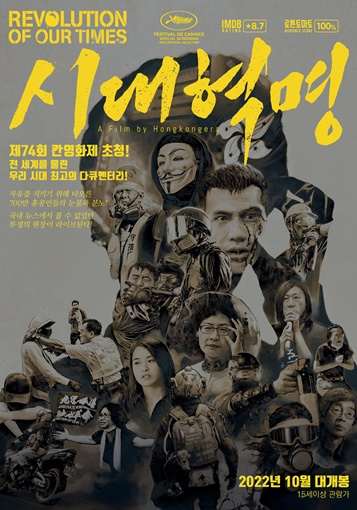 REVOLUTION
OF OUR TIMES
FESTIVAL DE CANNES
SPECIAL SCREENING
IMDB
RATING
★8.7
로튼토마토
100%
시대혁명
A Film by Hongkongers
제74회 칸영화제 초청!
전 세계를 울린
우리 시대 최고의 다큐멘터리!
자유를 지키기 위해 타오른
700만 홍콩인들의 눈물과 분노!
국내 뉴스에서 볼 수 없었던
투쟁의 현장이 라이브된다!
2022년 10월 대개봉
15세이상 관람가